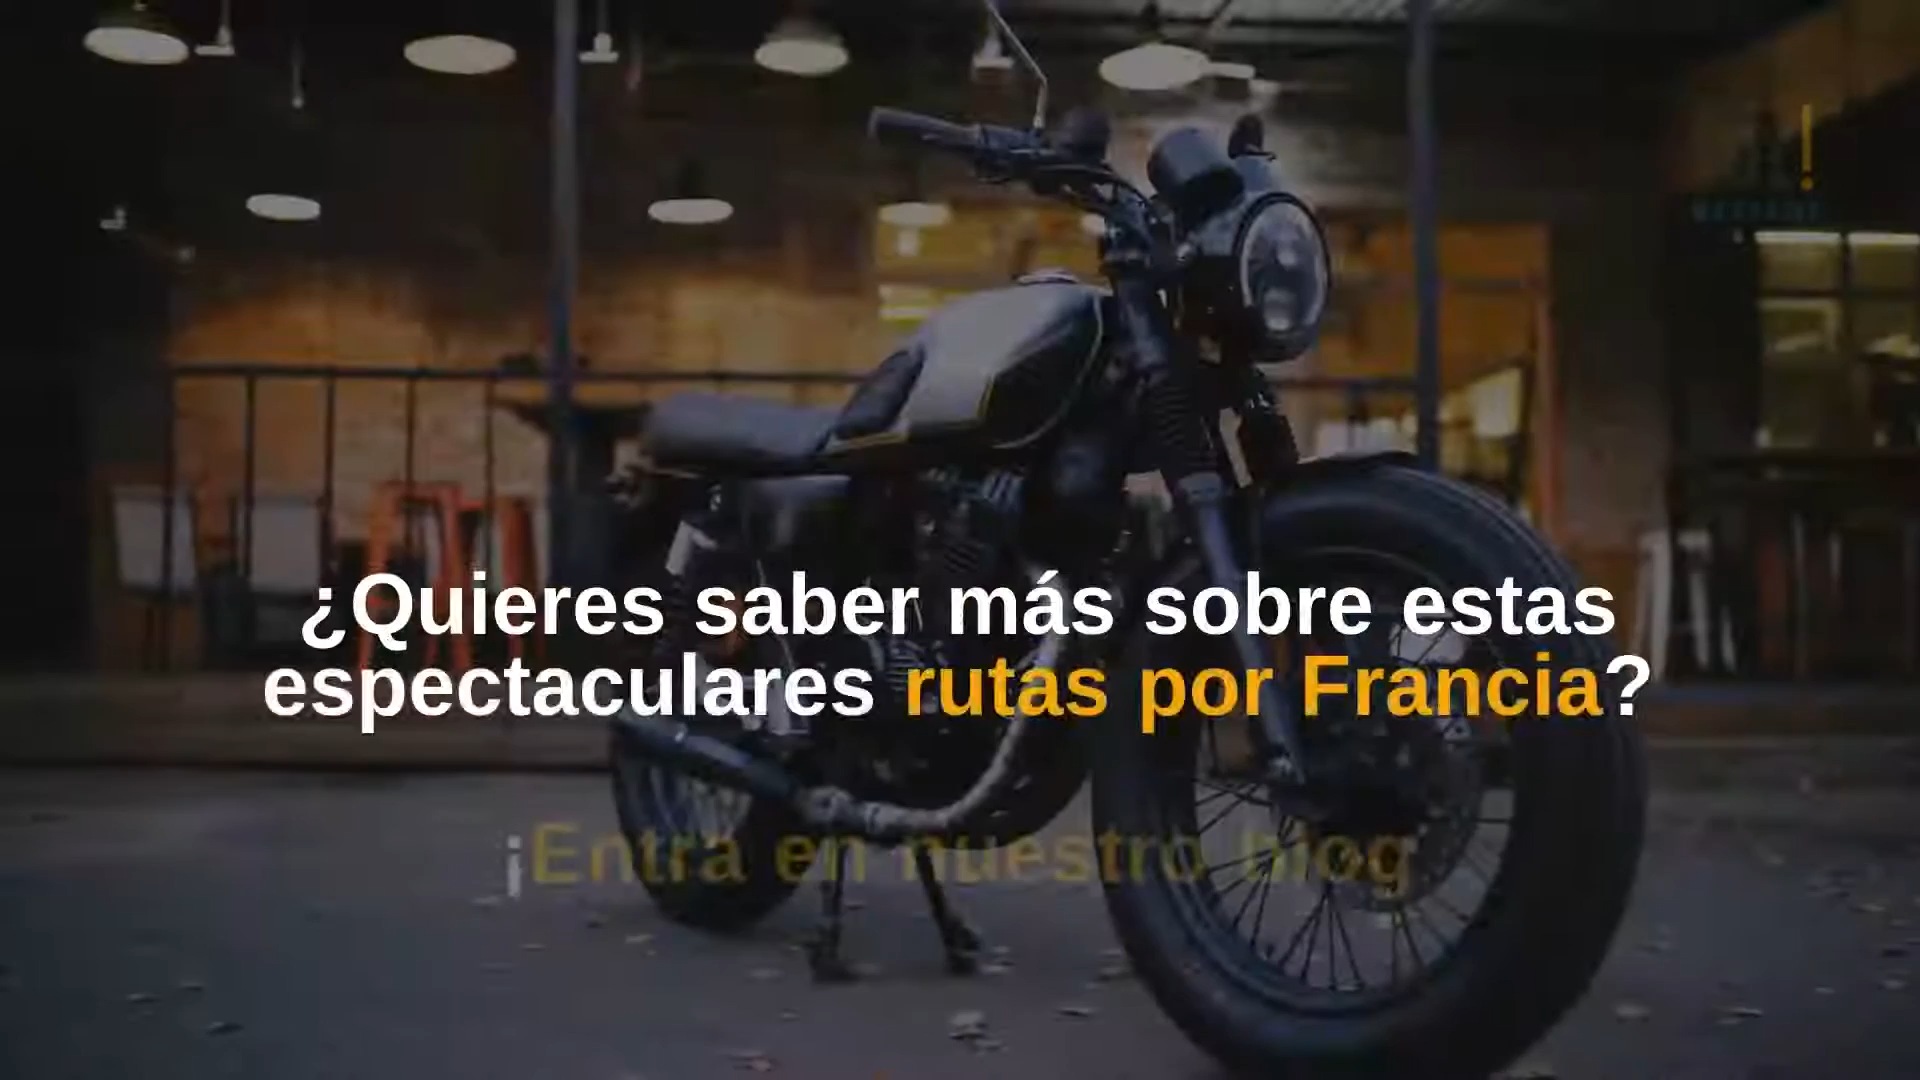 ¿Quieres saber más sobre estas
espectaculares rutas por Francia?
¡Entra en nuestro blog